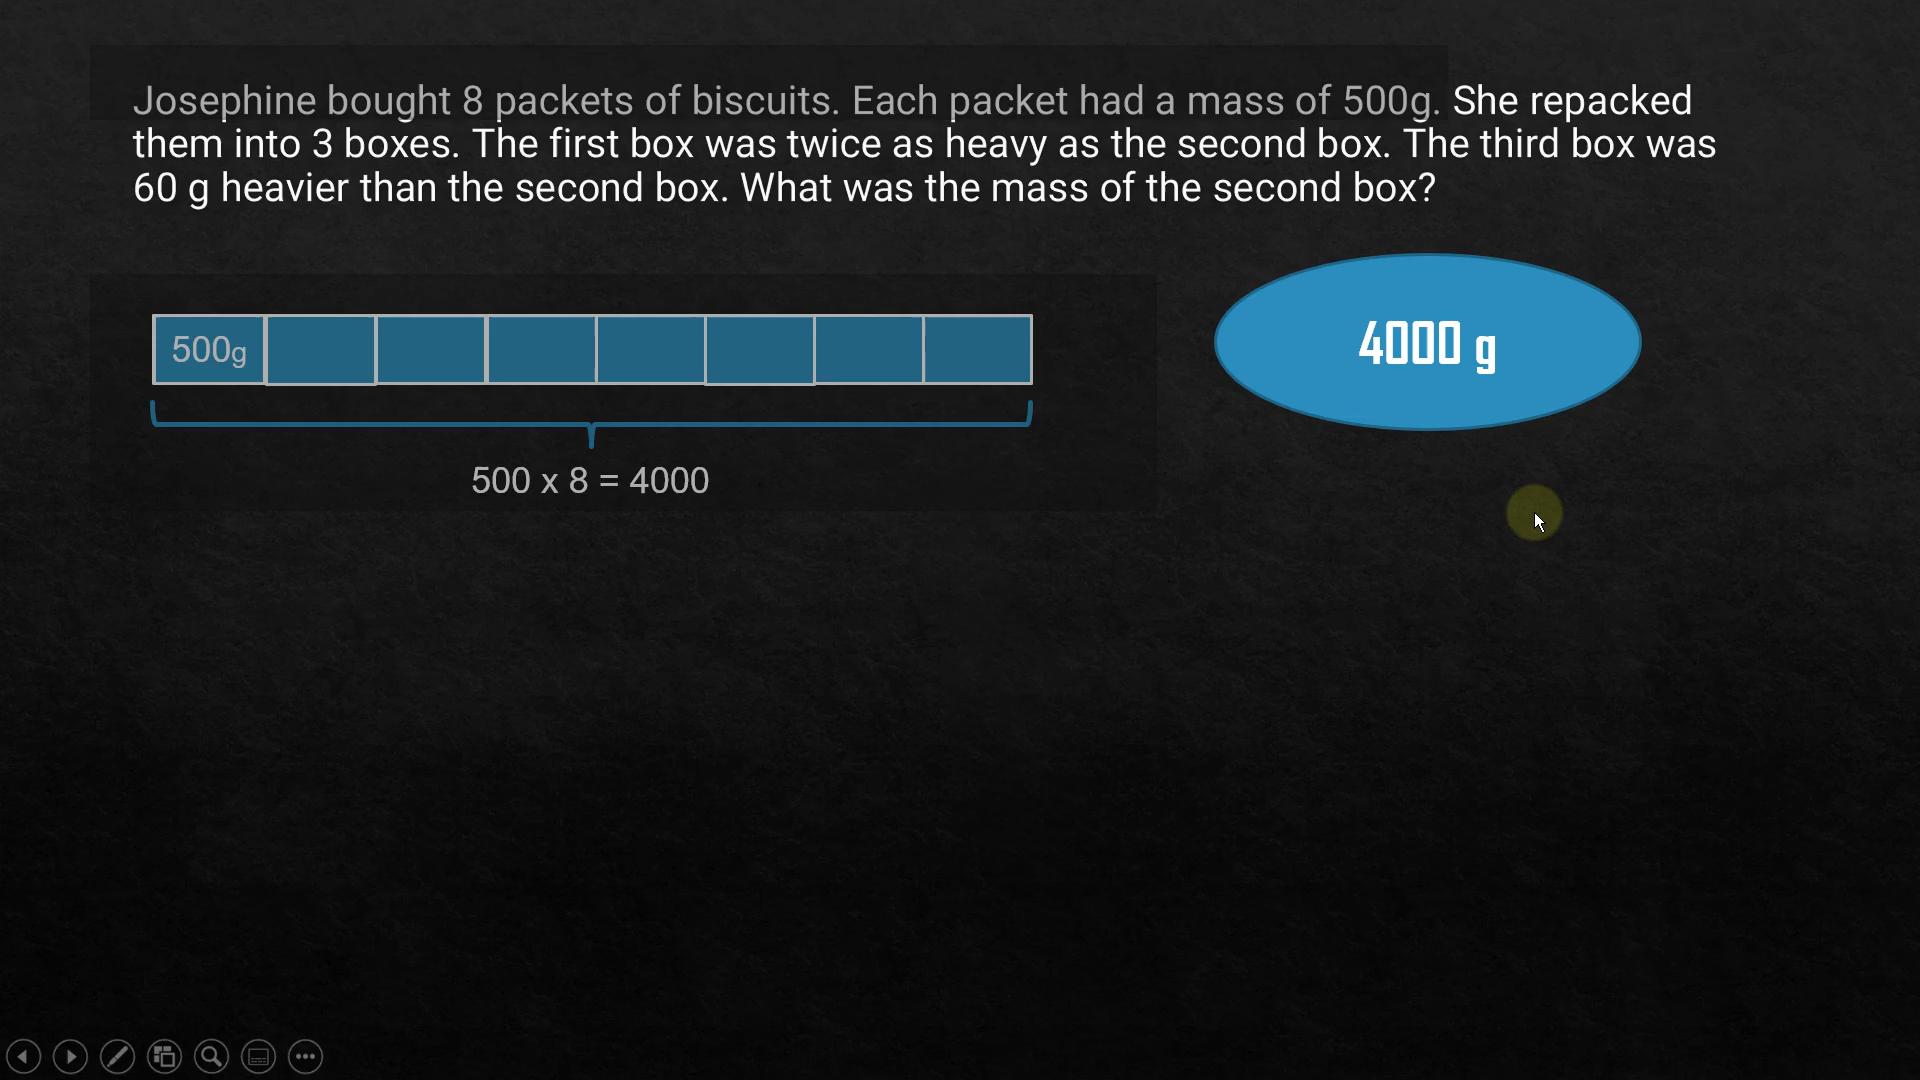 Josephine bought 8 packets of biscuits. Each packet had a mass of 500g. She repacked
them into 3 boxes. The first box was twice as heavy as the second box. The third box was
60 g heavier than the second box. What was the mass of the second box?
500g
4000 g
500 x 8 = 4000